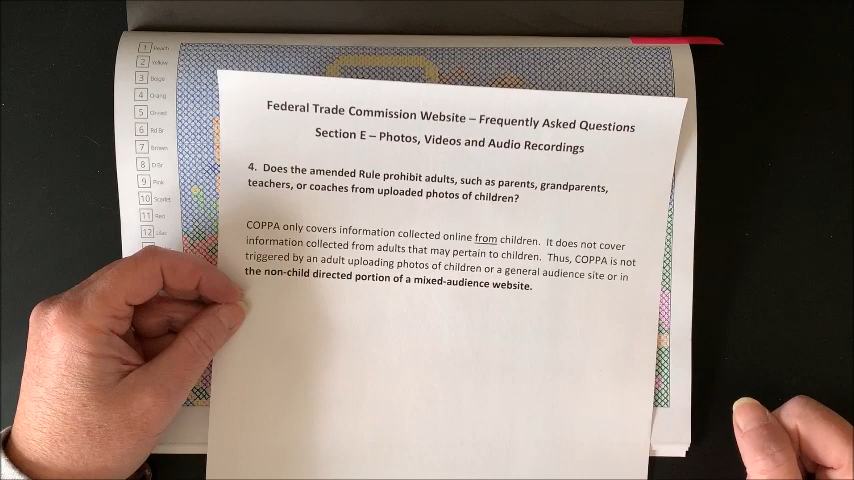 1 Peach
2 Yellow
3 Beige
4 Orang
5
6 Rd Br
7 Brown
8 D Br
9 Pink
10 Scarlet
11 Red
12 Lilac
Federal Trade Commission Website – Frequently Asked Questions
Section E – Photos, Videos and Audio Recordings
4. Does the amended Rule prohibit adults, such as parents, grandparents,
teachers, or coaches from uploaded photos of children?
COPPA only covers information collected online from children. It does not cover
information collected from adults that may pertain to children. Thus, COPPA is not
triggered by an adult uploading photos of children or a general audience site or in
the non-child directed portion of a mixed-audience website.